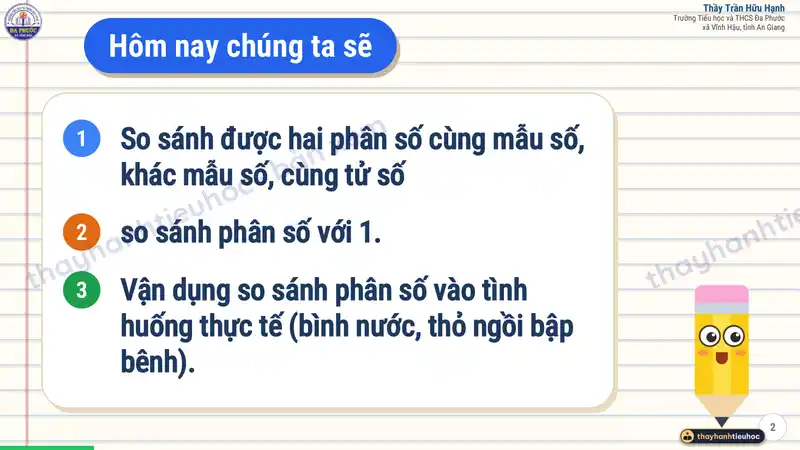 Thầy Trần Hữu Hạnh
Trường Tiểu học và THCS Đa Phước
xã Vĩnh Hậu, tỉnh An Giang
ĐA PHƯỚC
Hôm nay chúng ta sẽ
1
So sánh được hai phân số cùng mẫu số,
khác mẫu số, cùng tử số
2
so sánh phân số với 1.
3
Vận dụng so sánh phân số vào tình
huống thực tế (bình nước, thỏ ngồi bập
bênh).
thayhanhtieuhoc
2